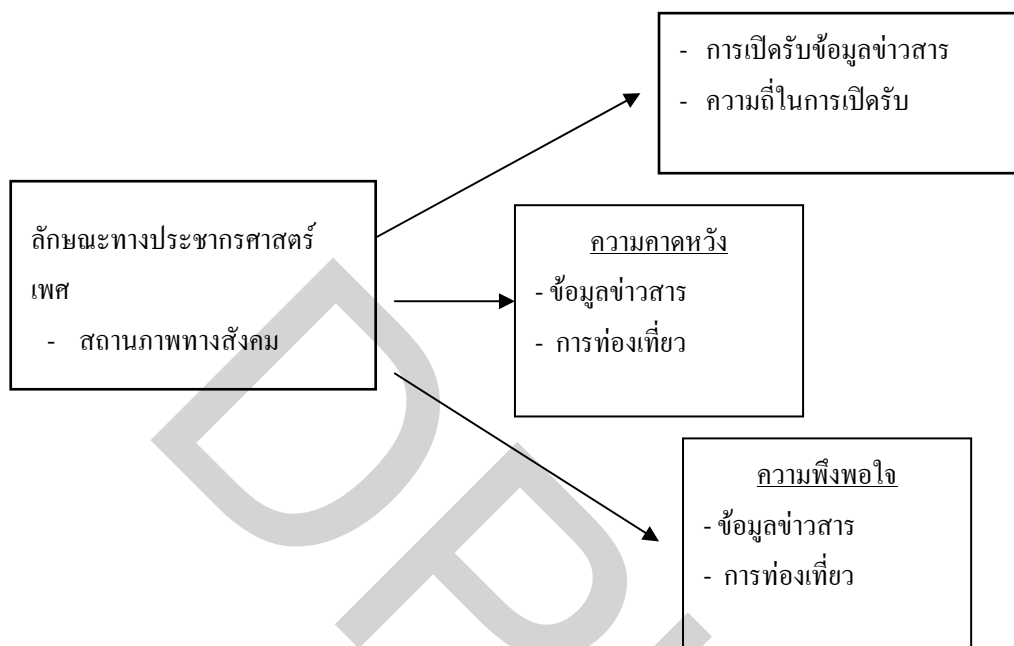 - การเปิดรับข้อมูลข่าวสาร
- ความถี่ในการเปิดรับ
ลักษณะทางประชากรศาสตร์
เพศ
- สถานภาพทางสังคม
ความคาดหวัง
- ข้อมูลข่าวสาร
- การท่องเที่ยว
ความพึงพอใจ
- ข้อมูลข่าวสาร
- การท่องเที่ยว